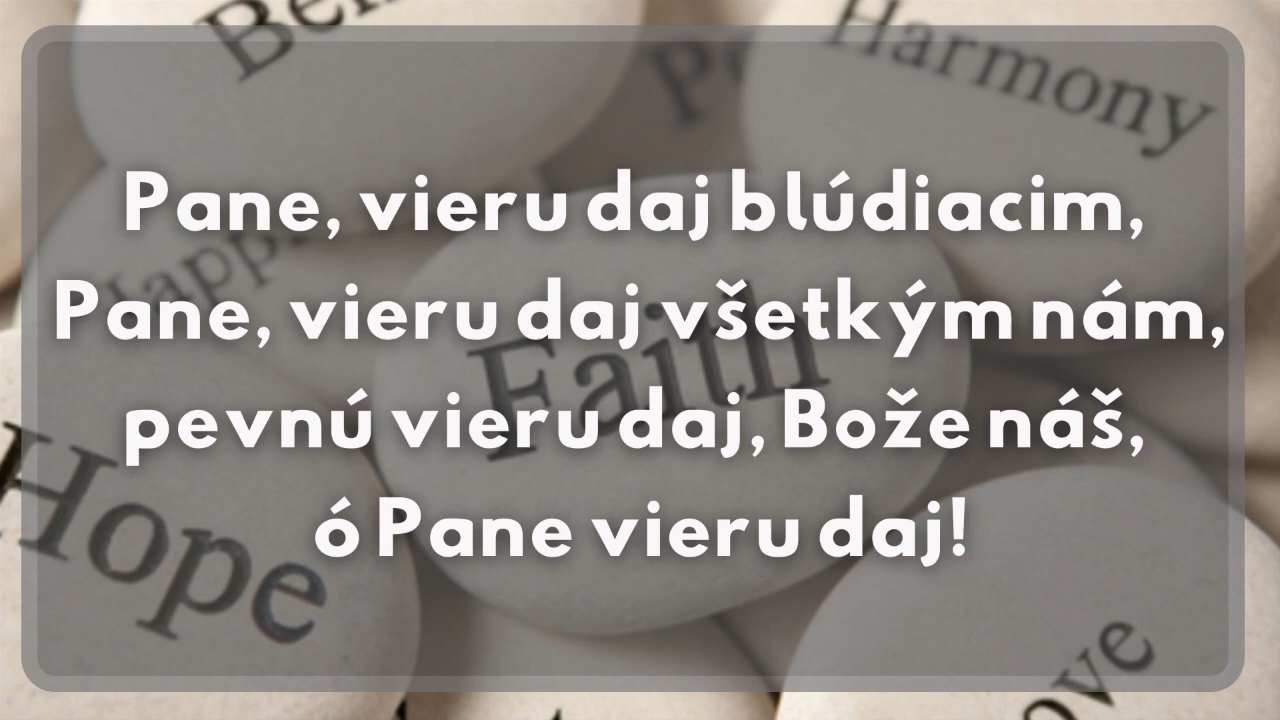 Harmony
Pane, vieru daj blúdiacim,
Pane, vieru daj všetkým nám,
Faith
pevnú vieru daj, Bože náš,
Hope
ó Pane vieru daj!